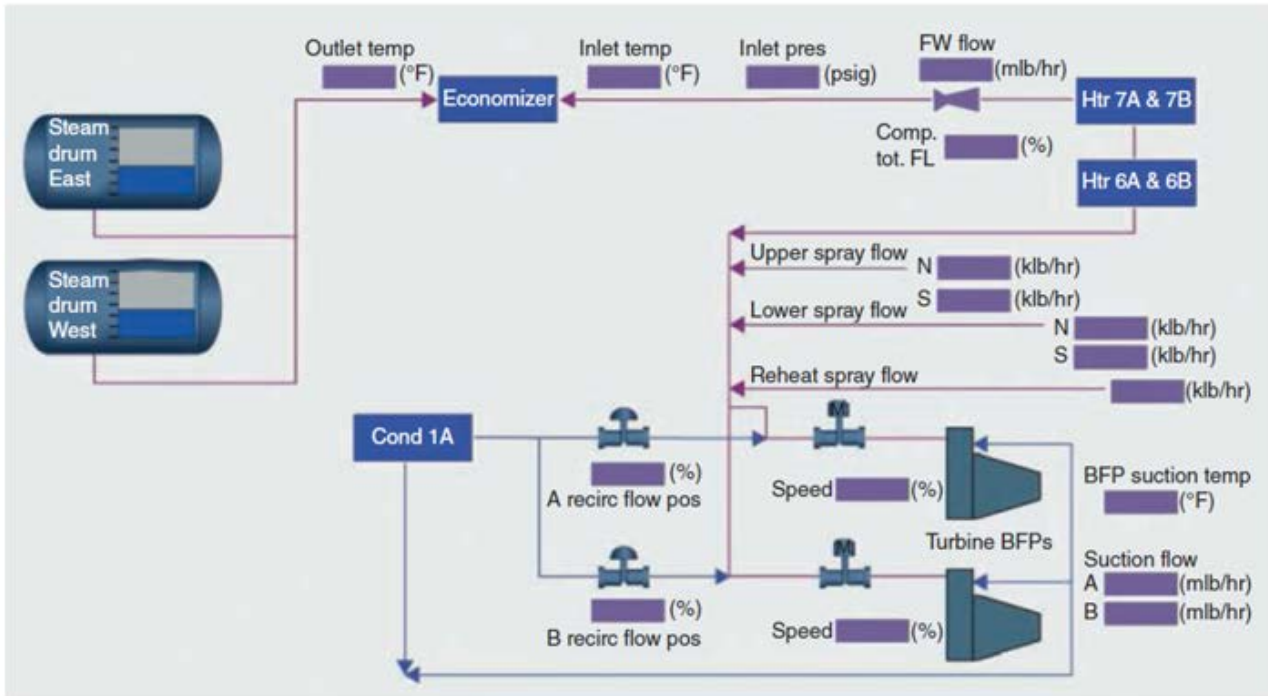 Outlet temp
(°F)
Inlet temp
(°F)
Inlet pres
(psig)
FW flow
(mlb/hr)
Economizer
Htr 7A & 7B
Comp.
tot. FL
(%)
Htr 6A & 6B
Steam
drum
East
Steam
drum
West
Upper spray flow
N
(klb/hr)
S
(klb/hr)
Lower spray flow
N
(klb/hr)
S
(klb/hr)
Reheat spray flow
(klb/hr)
Cond 1A
M
(%)
A recirc flow pos
Speed
(%)
BFP suction temp
(°F)
Turbine BFPs
M
Suction flow
A
(mlb/hr)
B
(mlb/hr)
(%)
B recirc flow pos
Speed
(%)